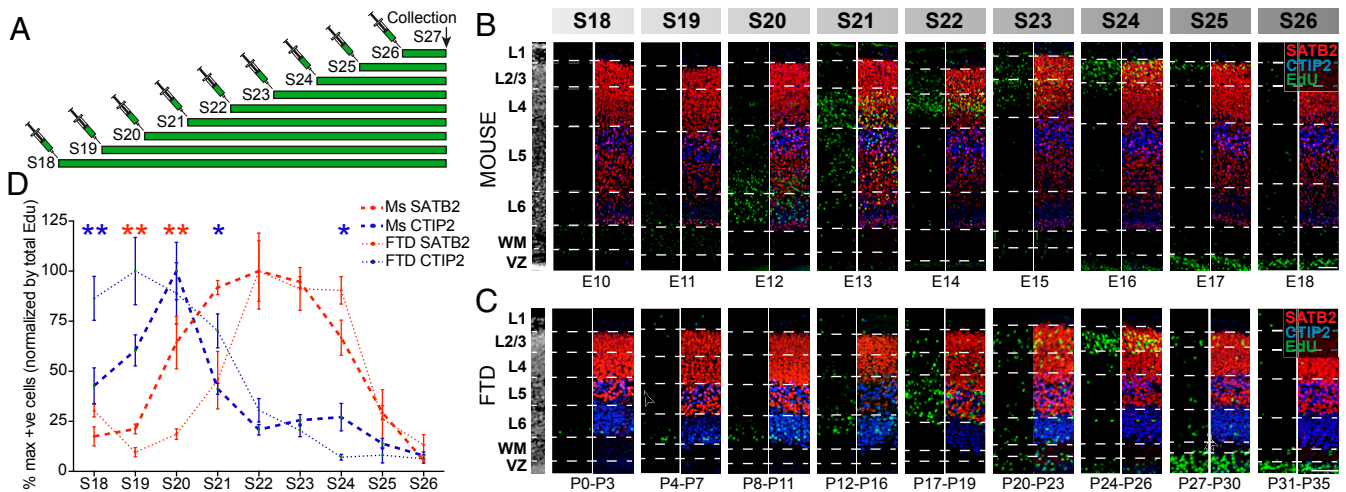 A
Collection
S27
S26
S25
S24
S23
S22
S21
S20
S19
S18
B
S18 S19 S20 S21 S22 S23 S24 S25 S26
MOUSE
L1
L2/3
L4
L5
L6
WM
VZ
SATB2
CTIP2
EdU
E10 E11 E12 E13 E14 E15 E16 E17 E18
C
FTD
L1
L2/3
L4
L5
L6
WM
VZ
SATB2
CTIP2
EdU
P0-P3 P4-P7 P8-P11 P12-P16 P17-P19 P20-P23 P24-P26 P27-P30 P31-P35
D
Ms SATB2
Ms CTIP2
FTD SATB2
FTD CTIP2
** ** ** * *
% max +ve cells (normalized by total Edu)
125
100
75
50
25
0
S18 S19 S20 S21 S22 S23 S24 S25 S26